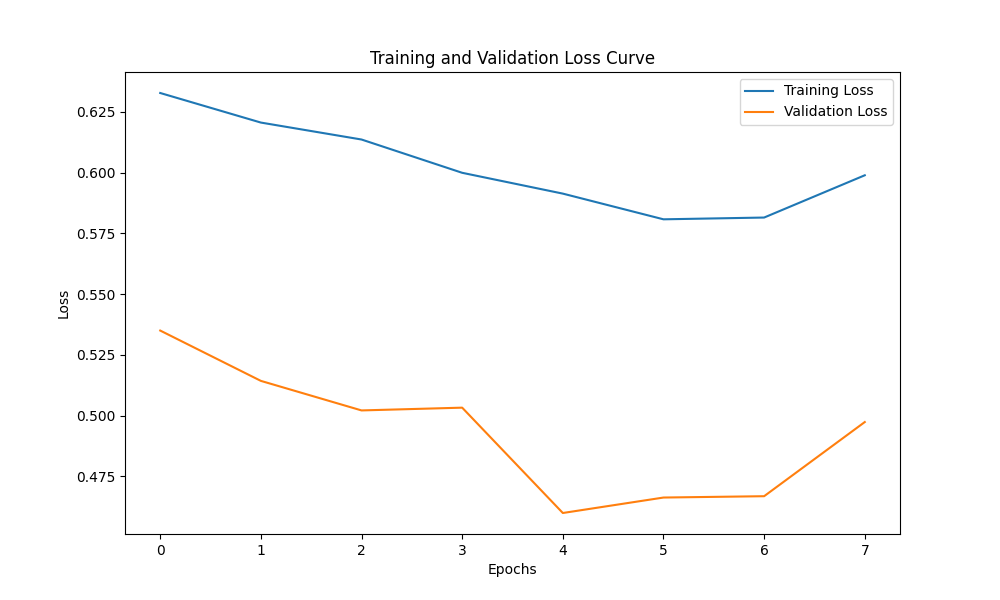 Training and Validation Loss Curve
Training Loss
Validation Loss
Loss
0.625
0.600
0.575
0.550
0.525
0.500
0.475
0 1 2 3 4 5 6 7
Epochs